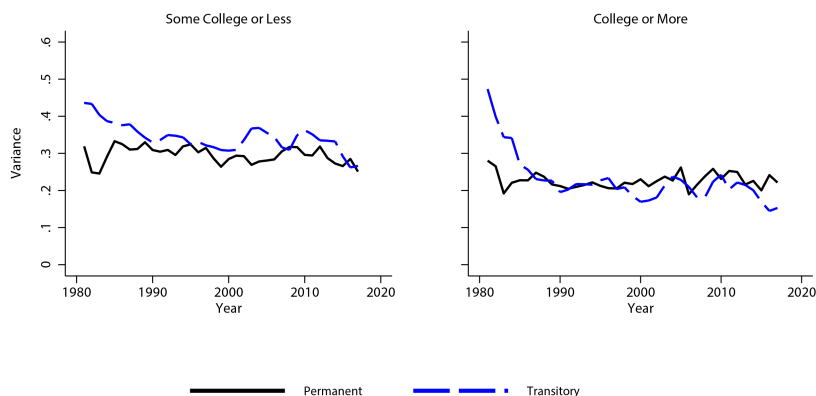 Some College or Less
College or More
Variance
.6
.5
.4
.3
.2
.1
0
1980 1990 2000 2010 2020
Year
1980 1990 2000 2010 2020
Year
Permanent
Transitory